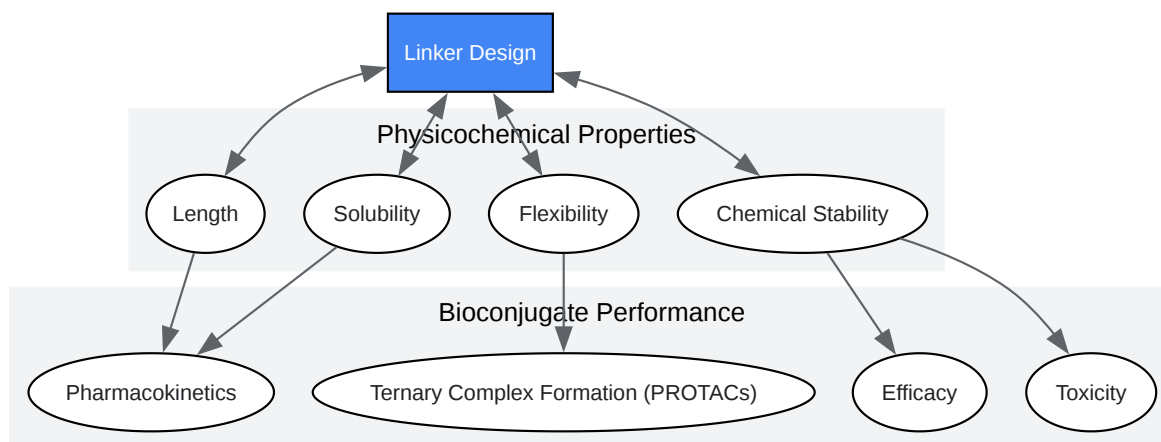 Linker Design
Physicochemical Properties
Length
Solubility
Flexibility
Chemical Stability
Bioconjugate Performance
Pharmacokinetics
Ternary Complex Formation (PROTACs)
Efficacy
Toxicity